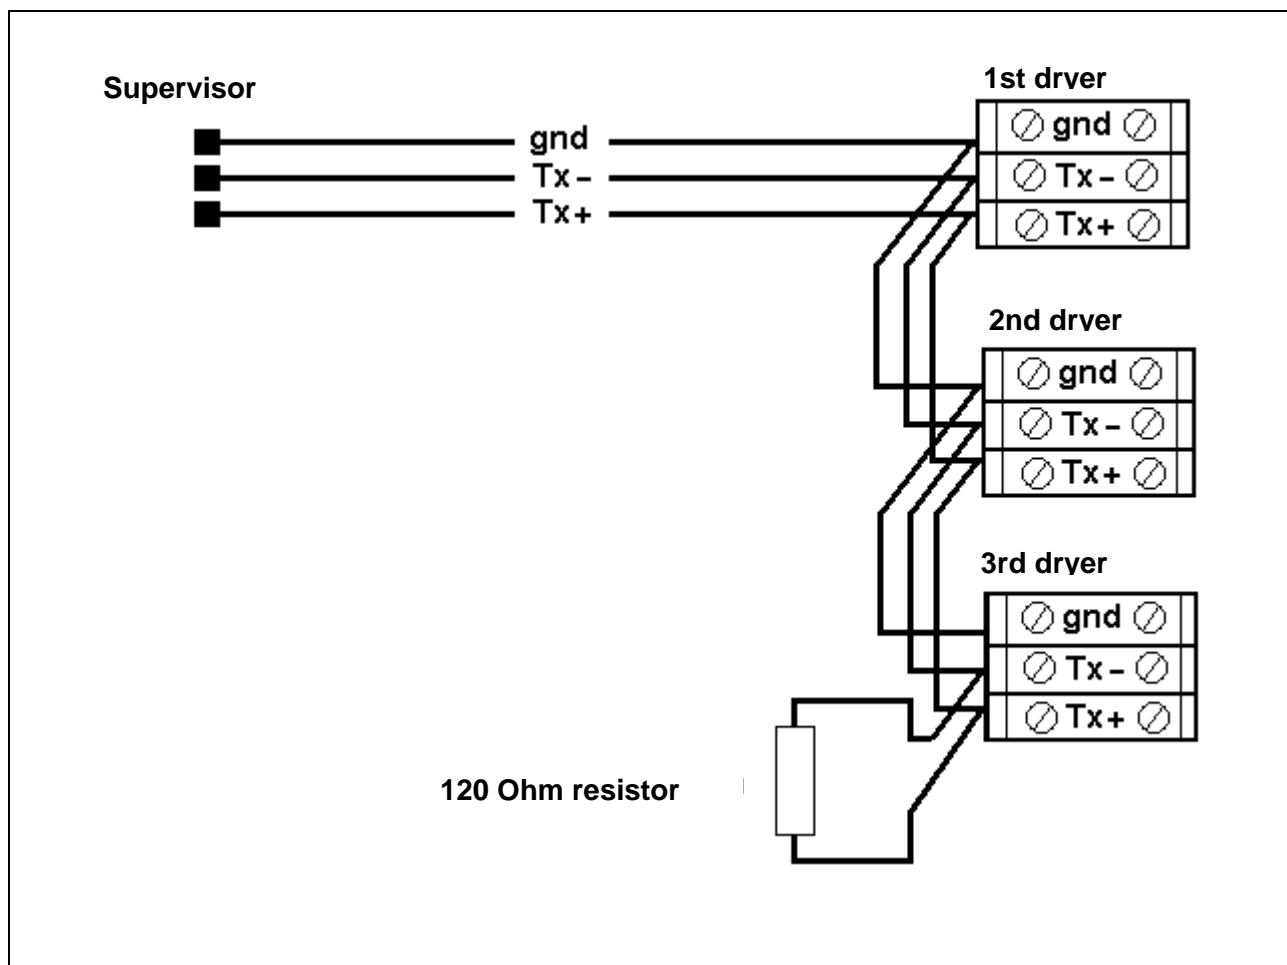 Supervisor
gnd
Tx-
Tx+
1st dryer
gnd
Tx-
Tx+
2nd dryer
gnd
Tx-
Tx+
3rd dryer
gnd
Tx-
Tx+
120 Ohm resistor